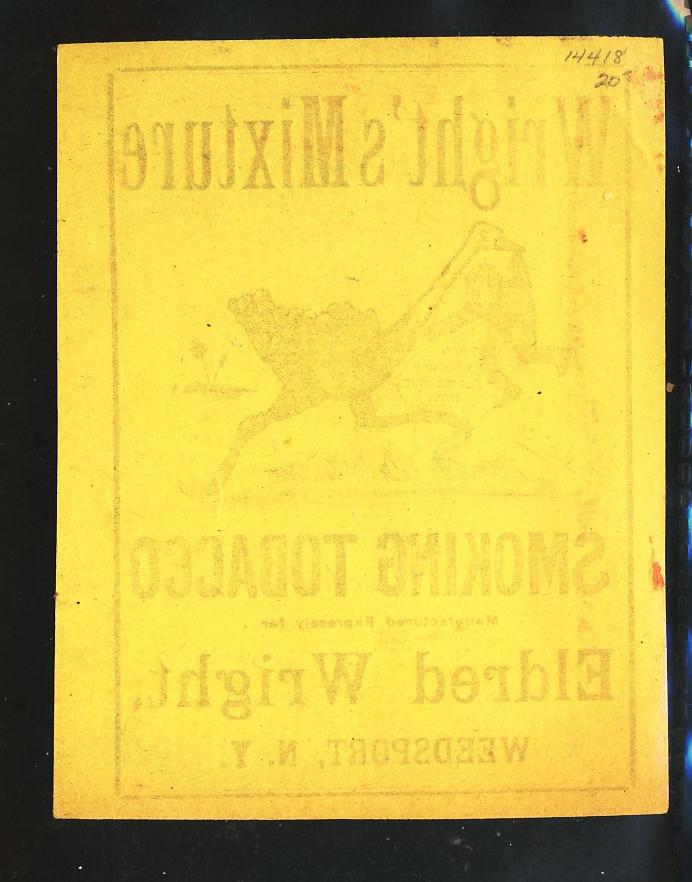 14418
20
Wright's Mixture
SMOKING TOBACCO
Manufactured Expressly for
Eldred Wright,
WEEDSPORT, N. Y.